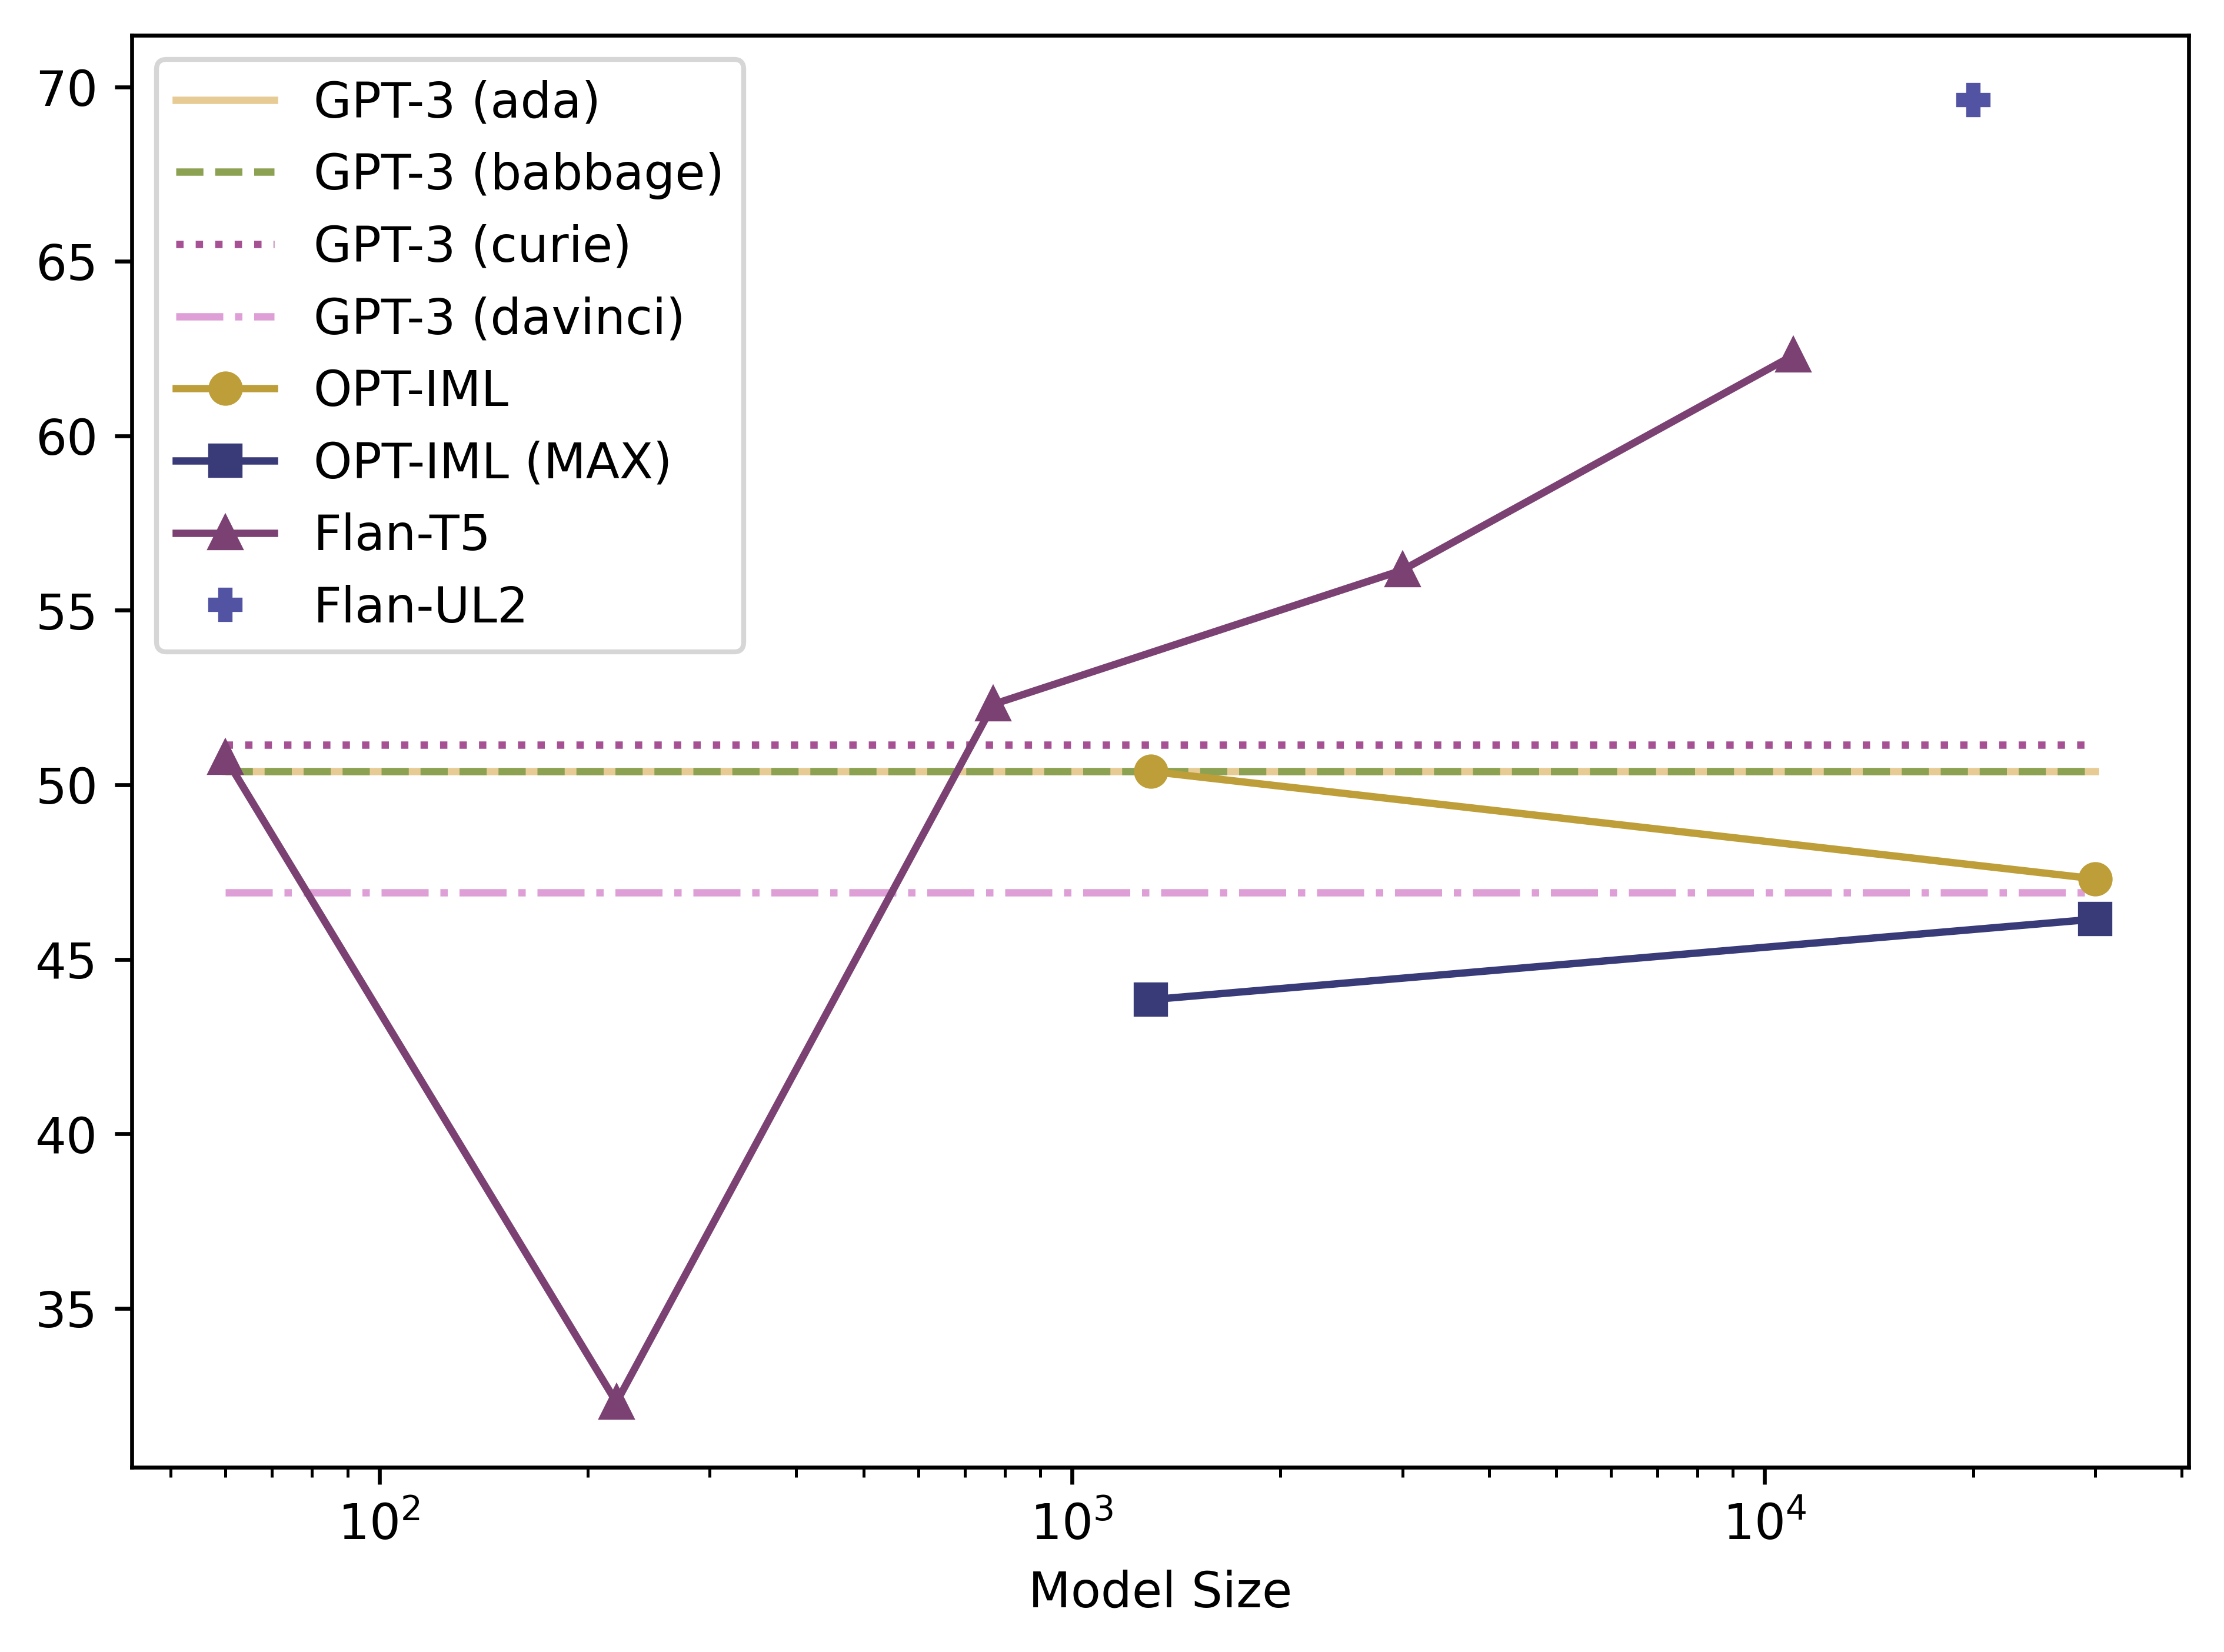 GPT-3 (ada)
GPT-3 (babbage)
GPT-3 (curie)
GPT-3 (davinci)
OPT-IML
OPT-IML (MAX)
Flan-T5
Flan-UL2
70
65
60
55
50
45
40
35
10²
10³
10⁴
Model Size